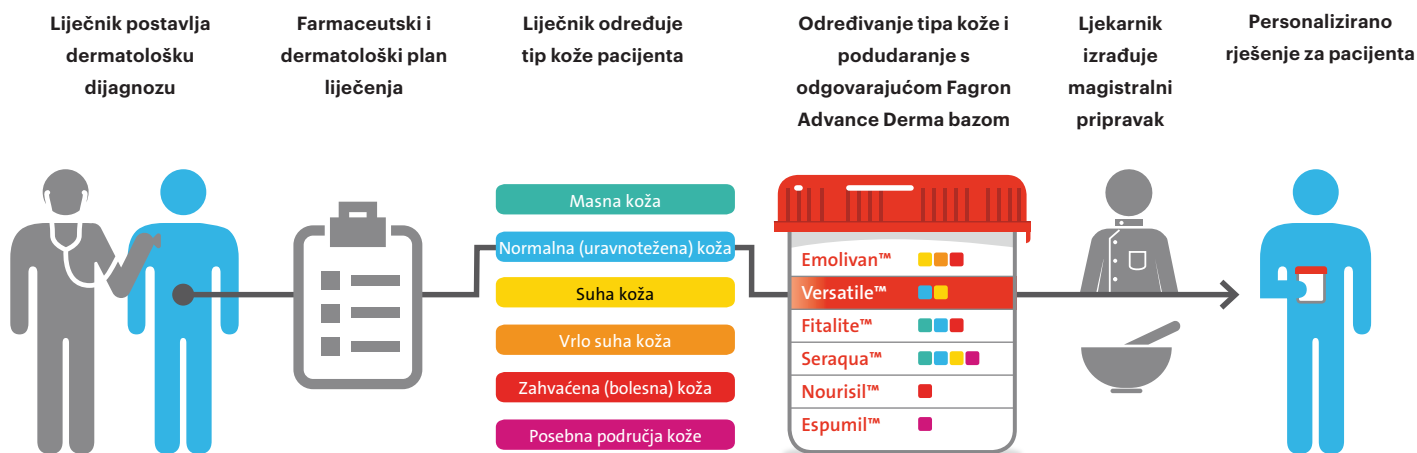 Liječnik postavlja
dermatološku
dijagnozu
Farmaceutski i
dermatološki plan
liječenja
Liječnik određuje
tip kože pacijenta
Određivanje tipa kože i
podudaranje s
odgovarajućom Fagron
Advance Derma bazom
Ljekarnik
izrađuje
magistralni
pripravak
Personalizirano
rješenje za pacijenta
Masna koža
Normalna (uravnotežena) koža
Suha koža
Vrlo suha koža
Zahvaćena (bolesna) koža
Posebna područja kože
Emolivan™
Versatile™
Fitalite™
Seraqua™
Nourisil™
Espumil™